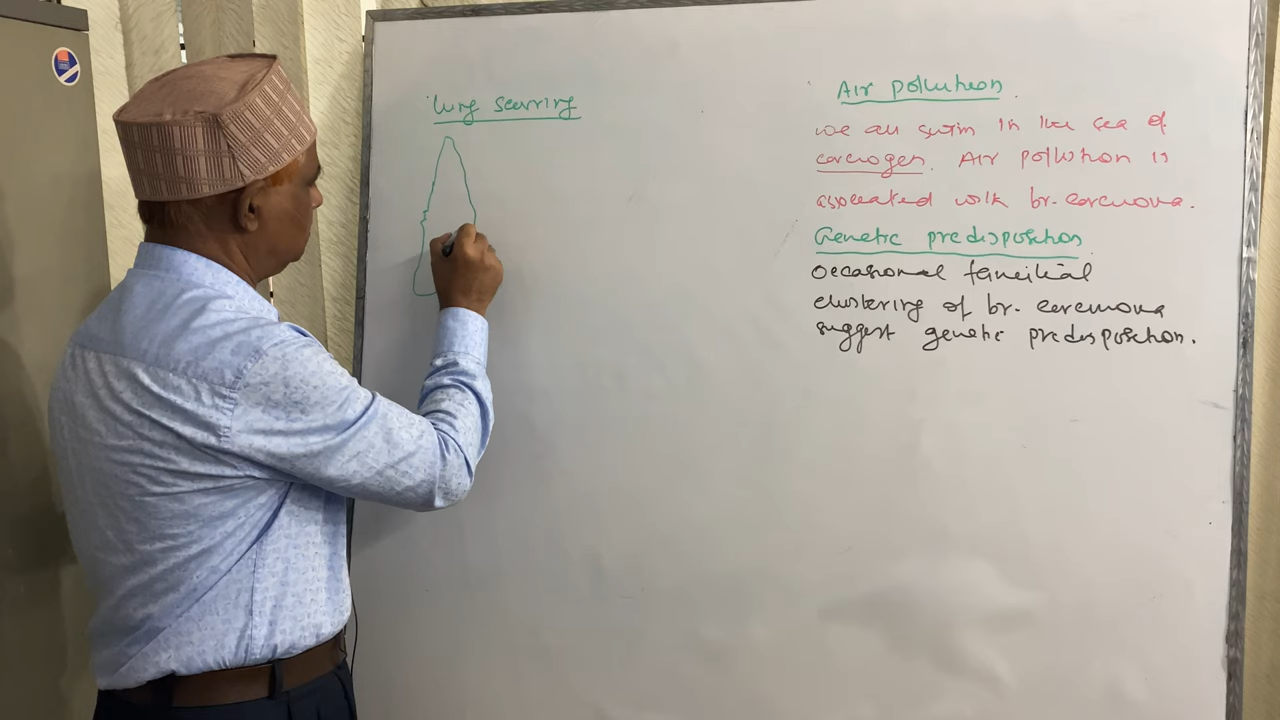 Lung scarring
Air pollution
We all swim in the sea of
carcinogen. Air pollution is
associated with br. carcinoma.
Genetic predisposition
Occasional familial
clustering of br. carcinoma
suggest genetic predisposition.